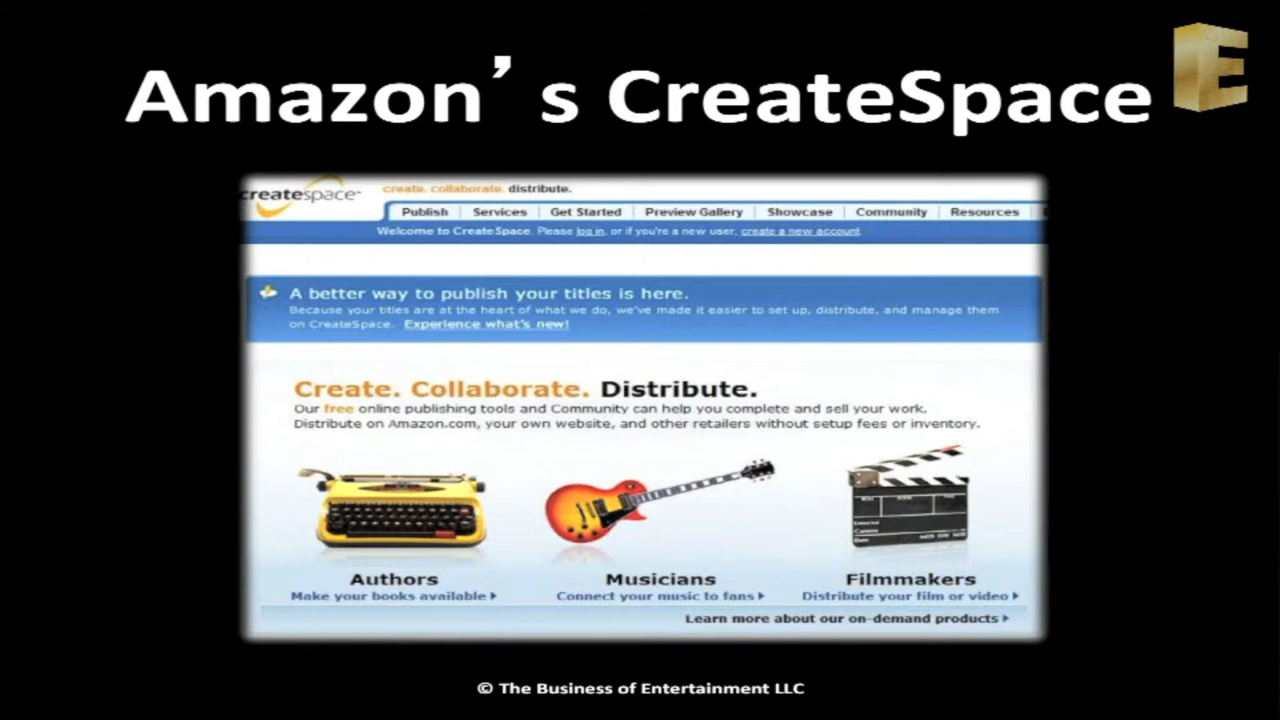 Amazon’s CreateSpace
E
createspace™
create. collaborate. distribute.
Publish Services Get Started Preview Gallery Showcase Community Resources
Welcome to CreateSpace. Please log in, or if you're a new user, create a new account.
A better way to publish your titles is here.
Because your titles are at the heart of what we do, we've made it easier to set up, distribute, and manage them
on CreateSpace. Experience what's new!
Create. Collaborate. Distribute.
Our free online publishing tools and Community can help you complete and sell your work.
Distribute on Amazon.com, your own website, and other retailers without setup fees or inventory.
Director
Camera
Date
Authors
Make your books available
Musicians
Connect your music to fans
Filmmakers
Distribute your film or video
Learn more about our on-demand products
© The Business of Entertainment LLC